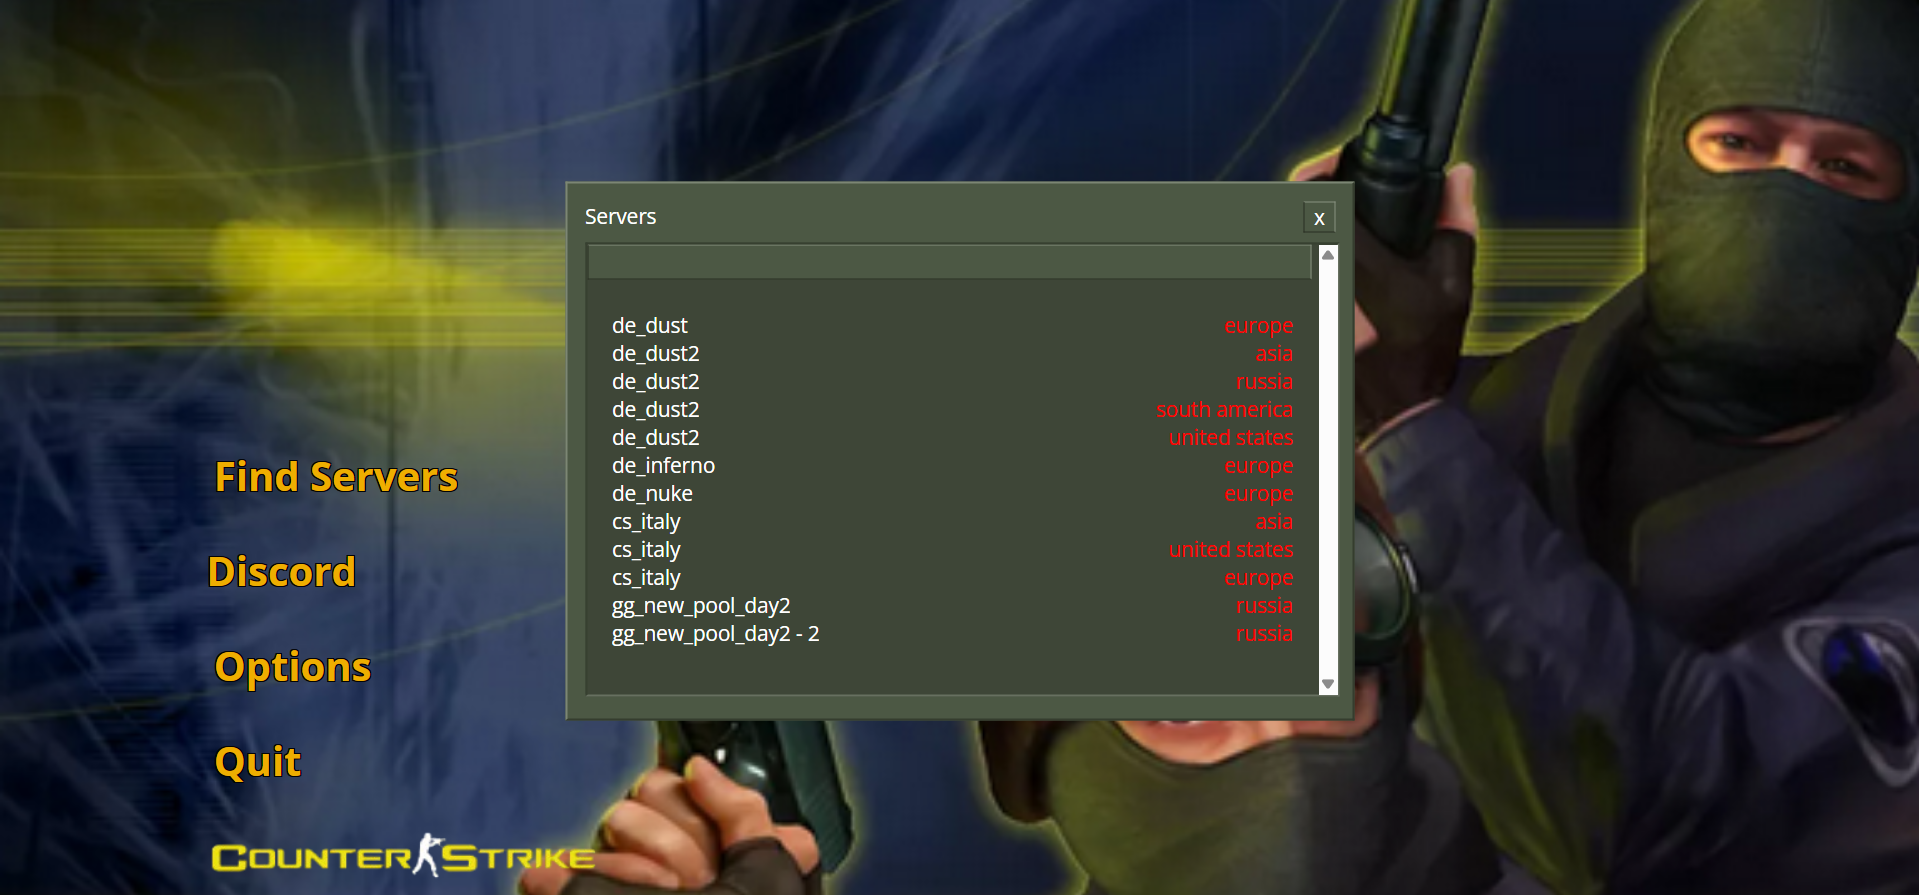 Servers
x
de_dust europe
de_dust2 asia
de_dust2 russia
de_dust2 south america
de_dust2 united states
de_inferno europe
de_nuke europe
cs_italy asia
cs_italy united states
cs_italy europe
gg_new_pool_day2 russia
gg_new_pool_day2 - 2 russia
Find Servers
Discord
Options
Quit
COUNTER STRIKE